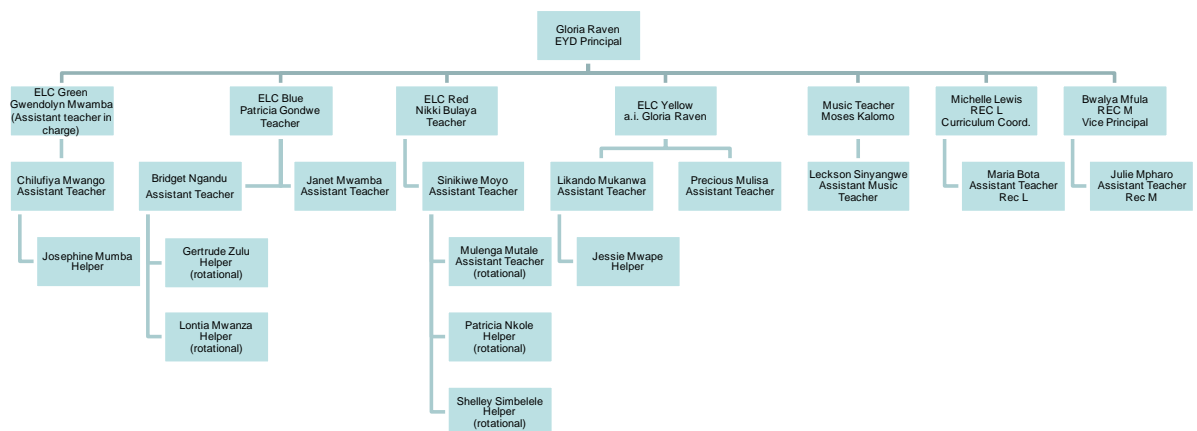 Gloria Raven
EYD Principal
ELC Green
Gwendolyn Mwamba
(Assistant teacher in
charge)
ELC Blue
Patricia Gondwe
Teacher
ELC Red
Nikki Bulaya
Teacher
ELC Yellow
a.i. Gloria Raven
Music Teacher
Moses Kalomo
Michelle Lewis
REC L
Curriculum Coord.
Bwalya Mfula
REC M
Vice Principal
Chilufiya Mwango
Assistant Teacher
Bridget Ngandu
Assistant Teacher
Janet Mwamba
Assistant Teacher
Sinikiwe Moyo
Assistant Teacher
Likando Mukanwa
Assistant Teacher
Precious Mulisa
Assistant Teacher
Leckson Sinyangwe
Assistant Music
Teacher
Maria Bota
Assistant Teacher
Rec L
Julie Mpharo
Assistant Teacher
Rec M
Josephine Mumba
Helper
Gertrude Zulu
Helper
(rotational)
Mulenga Mutale
Assistant Teacher
(rotational)
Jessie Mwape
Helper
Lontia Mwanza
Helper
(rotational)
Patricia Nkole
Helper
(rotational)
Shelley Simbelele
Helper
(rotational)